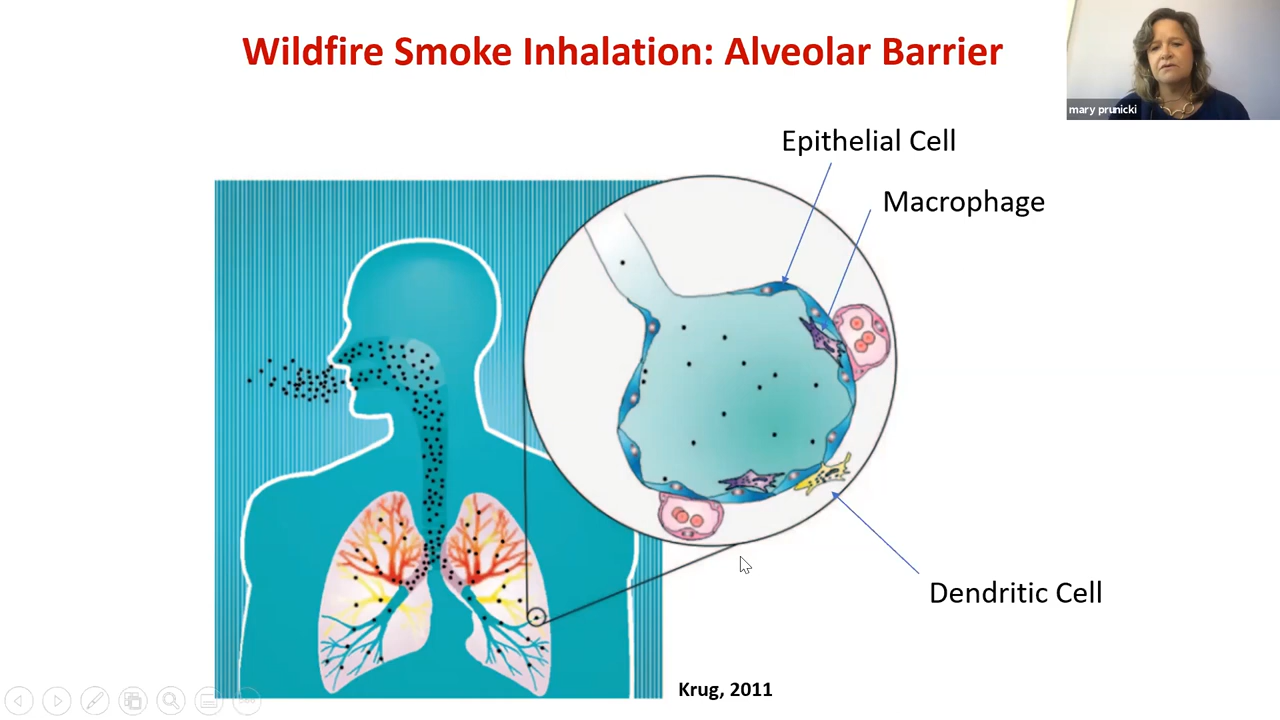 Wildfire Smoke Inhalation: Alveolar Barrier
mary prunicki
Epithelial Cell
Macrophage
Dendritic Cell
Krug, 2011